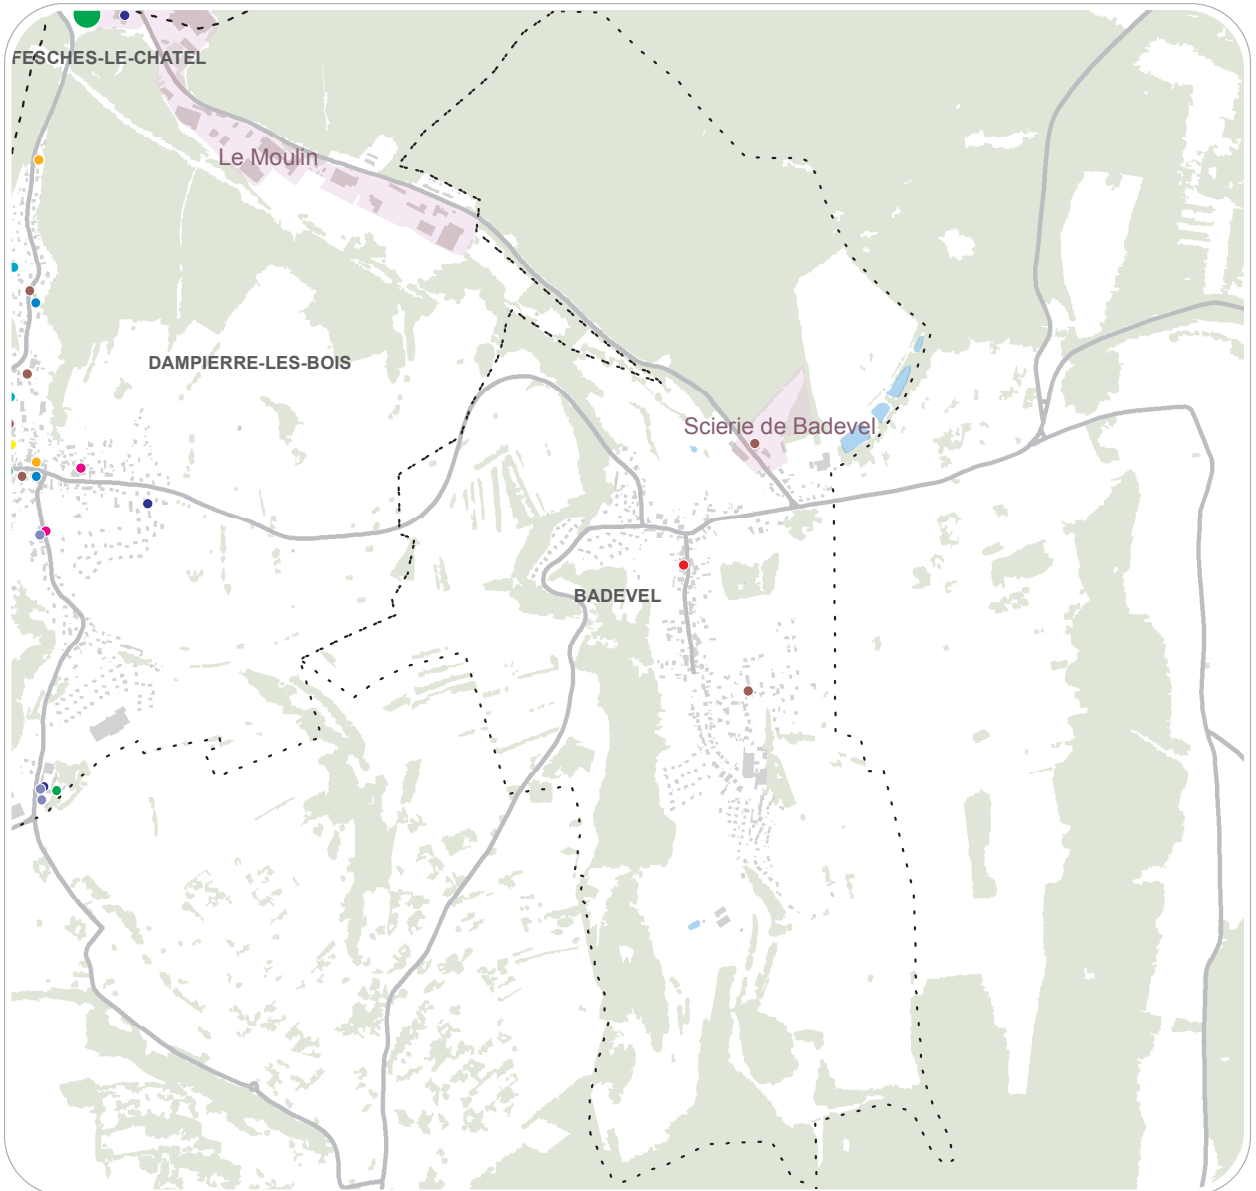 FESCHES-LE-CHATEL
Le Moulin
DAMPIERRE-LES-BOIS
Scierie de Badevel
BADEVEL